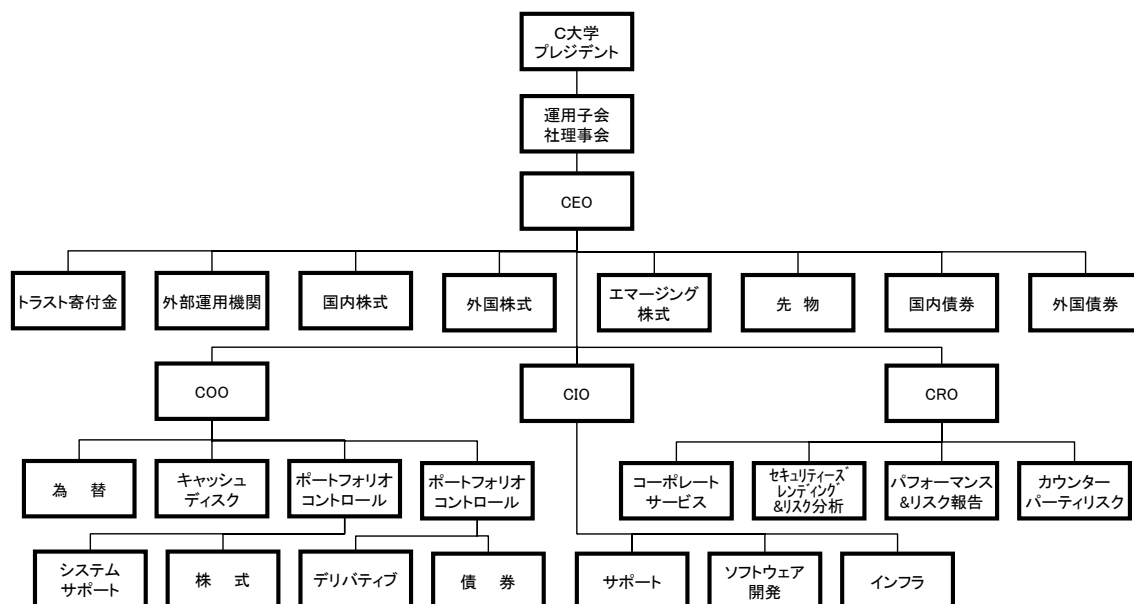 C大学
プレジデント
運用子会
社理事会
CEO
トラスト寄付金
外部運用機関
国内株式
外国株式
エマージング
株式
先 物
国内債券
外国債券
COO
CIO
CRO
為 替
キャッシュ
ディスク
ポートフォリオ
コントロール
ポートフォリオ
コントロール
コーポレート
サービス
セキュリティーズ
レンディング
&リスク分析
パフォーマンス
&リスク報告
カウンター
パーティリスク
システム
サポート
株 式
デリバティブ
債 券
サポート
ソフトウェア
開発
インフラ